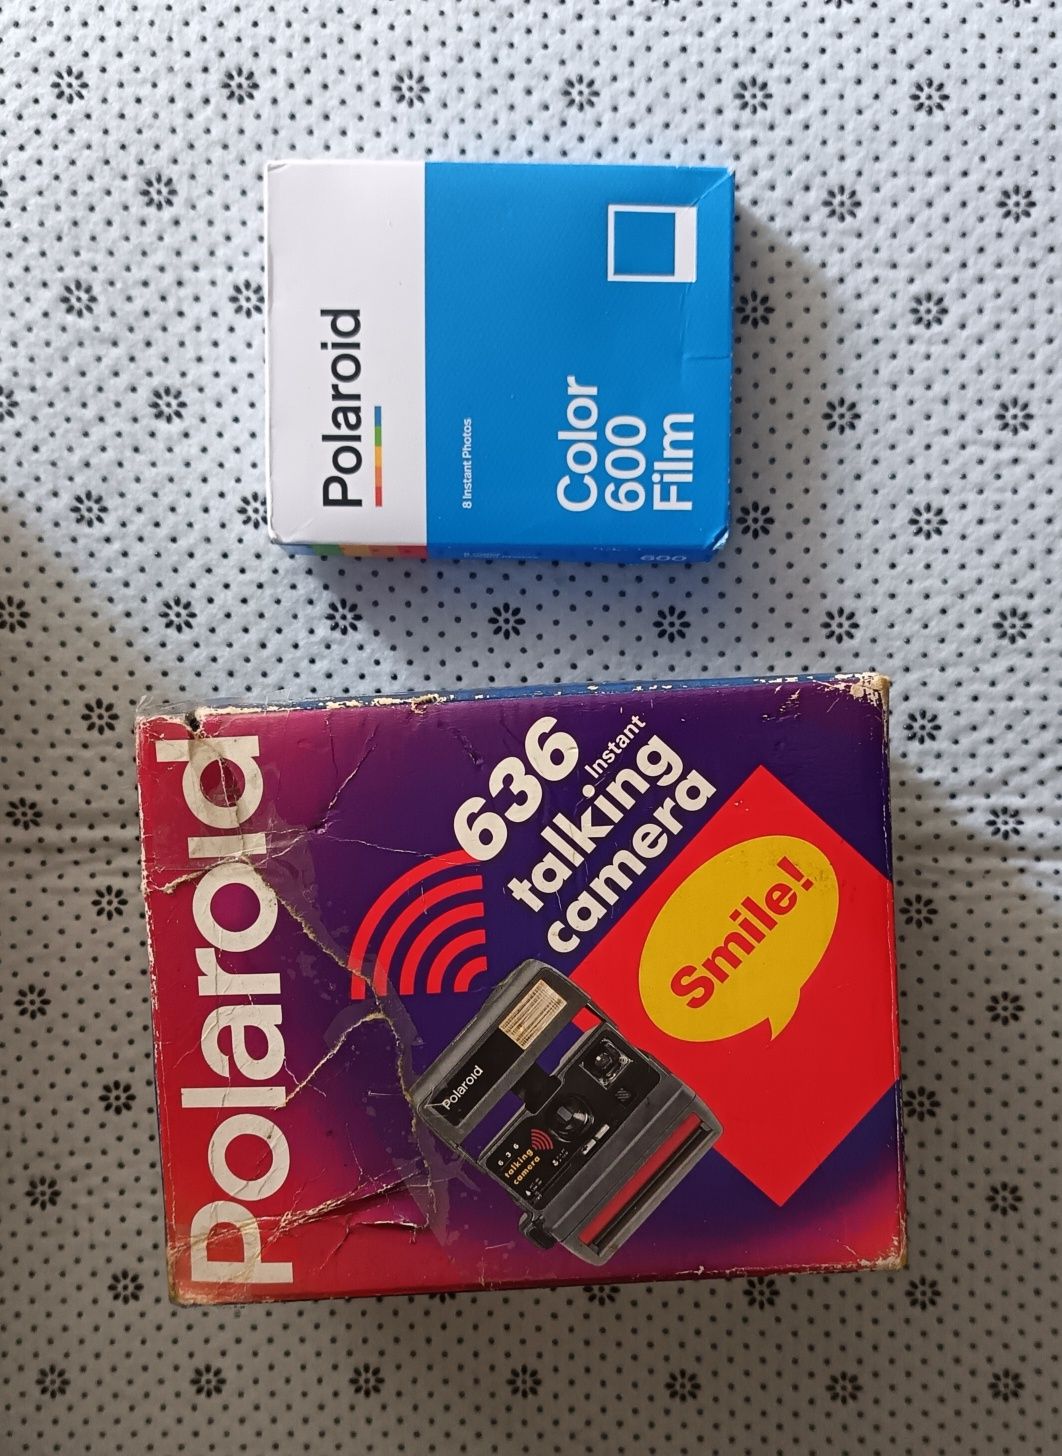 Polaroid
8 Instant Photos
Color
600
Film
600
Polaroid
636
Instant
talking
camera
Smile!
Polaroid
636
talking
camera